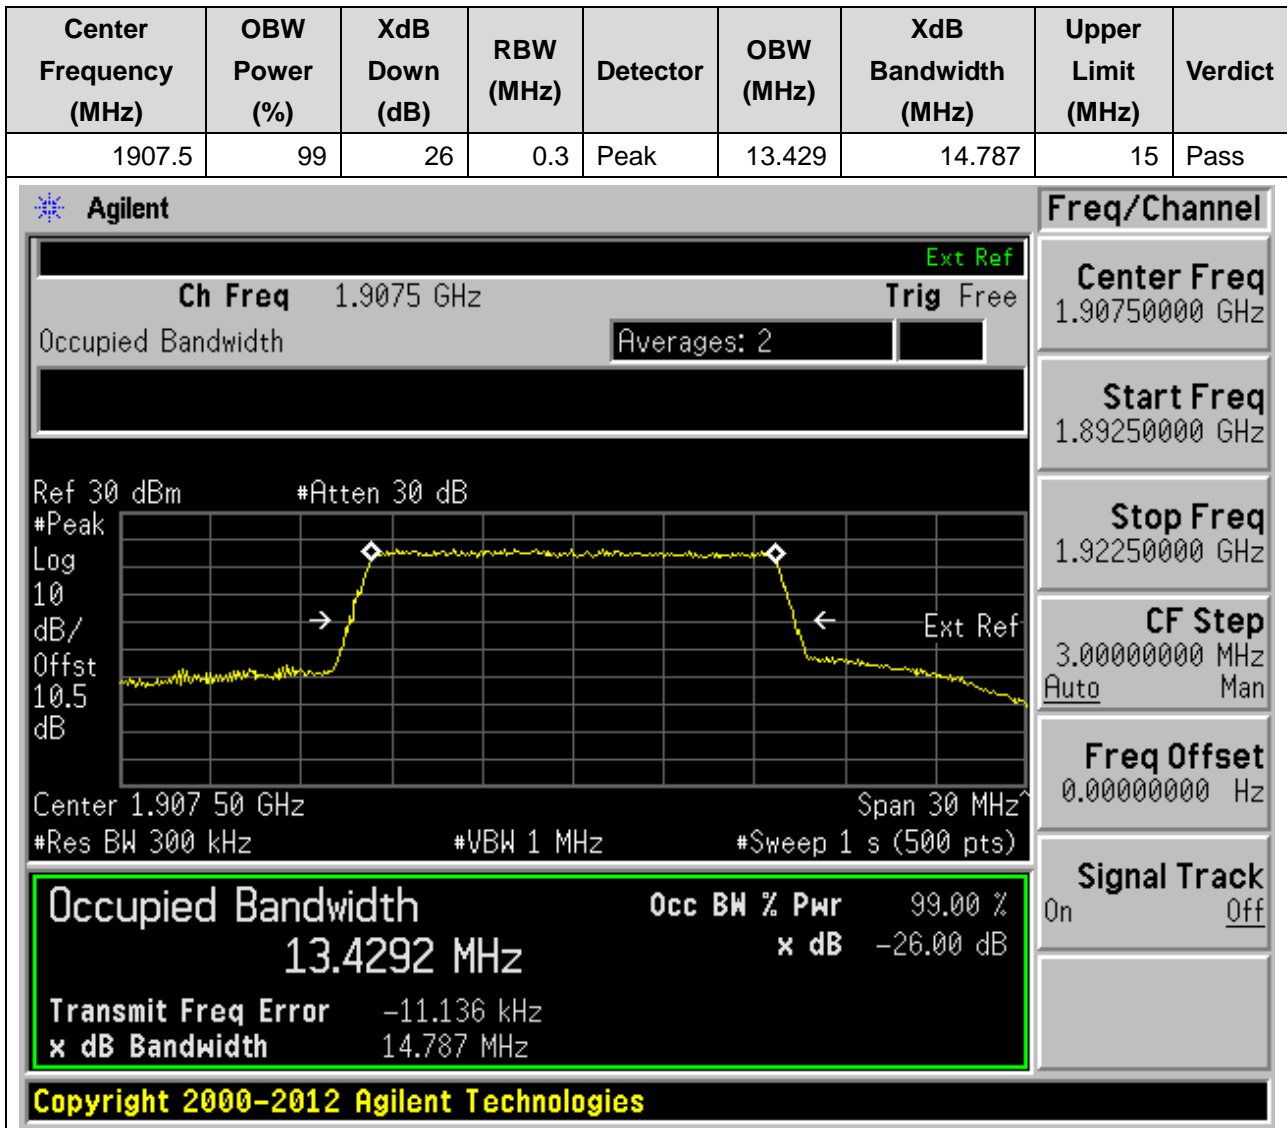 Center Frequency (MHz) OBW Power (%) XdB Down (dB) RBW (MHz) Detector OBW (MHz) XdB Bandwidth (MHz) Upper Limit (MHz) Verdict
1907.5 99 26 0.3 Peak 13.429 14.787 15 Pass
Agilent
Ext Ref
Ch Freq 1.9075 GHz Trig Free
Occupied Bandwidth Averages: 2
Ref 30 dBm #Atten 30 dB
#Peak
Log
10
dB/
Offst
10.5
dB
Ext Ref
Center 1.907 50 GHz Span 30 MHz^
#Res BW 300 kHz #VBW 1 MHz #Sweep 1 s (500 pts)
Occupied Bandwidth Occ BW % Pwr 99.00 %
13.4292 MHz x dB -26.00 dB
Transmit Freq Error -11.136 kHz
x dB Bandwidth 14.787 MHz
Copyright 2000-2012 Agilent Technologies
Freq/Channel
Center Freq
1.90750000 GHz
Start Freq
1.89250000 GHz
Stop Freq
1.92250000 GHz
CF Step
3.00000000 MHz
Auto Man
Freq Offset
0.00000000 Hz
Signal Track
On Off